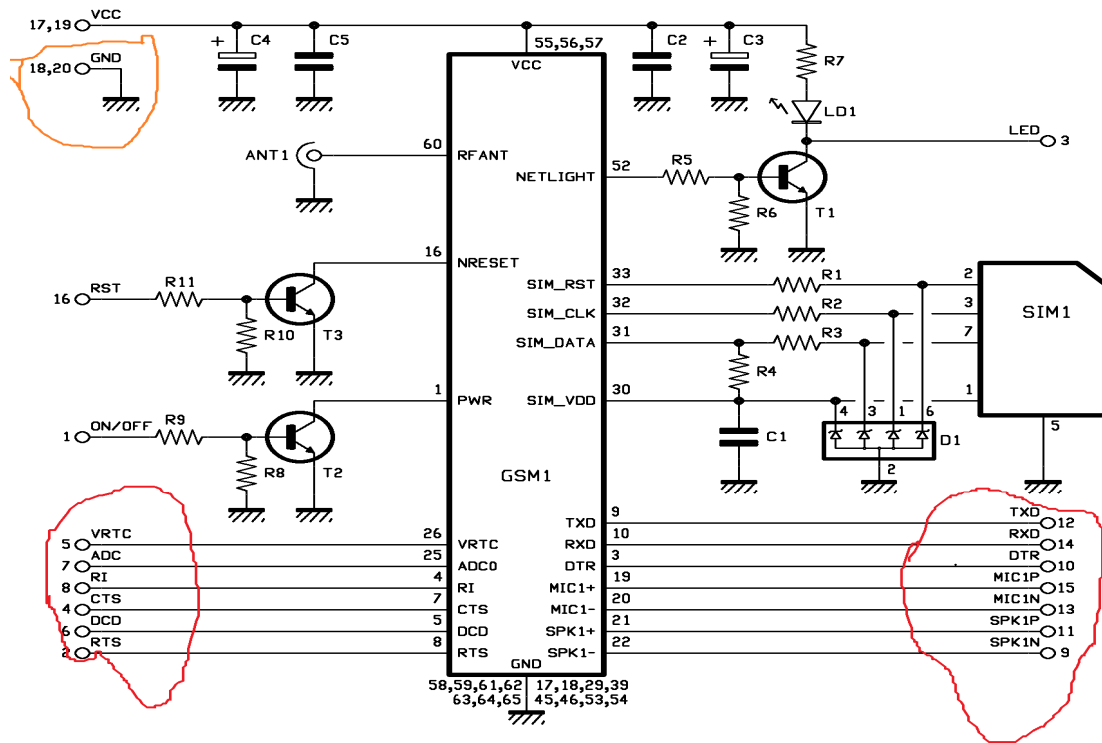 17,19 VCC
18,20 GND
+ C4 C5
55,56,57
VCC
C2 + C3
R7
LD1
LED 3
ANT1
60 RFANT
NETLIGHT 52
R5
R6
T1
16 NRESET
16 RST
R11
R10
T3
SIM_RST 33 R1 2
SIM_CLK 32 R2 3
SIM_DATA 31 R3 7
R4
SIM_VDD 30 1
SIM1
5
C1
4 3 1 6
D1
2
1 PWR
1 ON/OFF
R9
R8
T2
GSM1
5 VRTC 26 VRTC
7 ADC 25 ADC0
8 RI 4 RI
4 CTS 7 CTS
6 DCD 5 DCD
2 RTS 8 RTS
TXD 9 TXD 12
RXD 10 RXD 14
DTR 3 DTR 10
MIC1+ 19 MIC1P 15
MIC1- 20 MIC1N 13
SPK1+ 21 SPK1P 11
SPK1- 22 SPK1N 9
GND
58,59,61,62 17,18,29,39
63,64,65 45,46,53,54